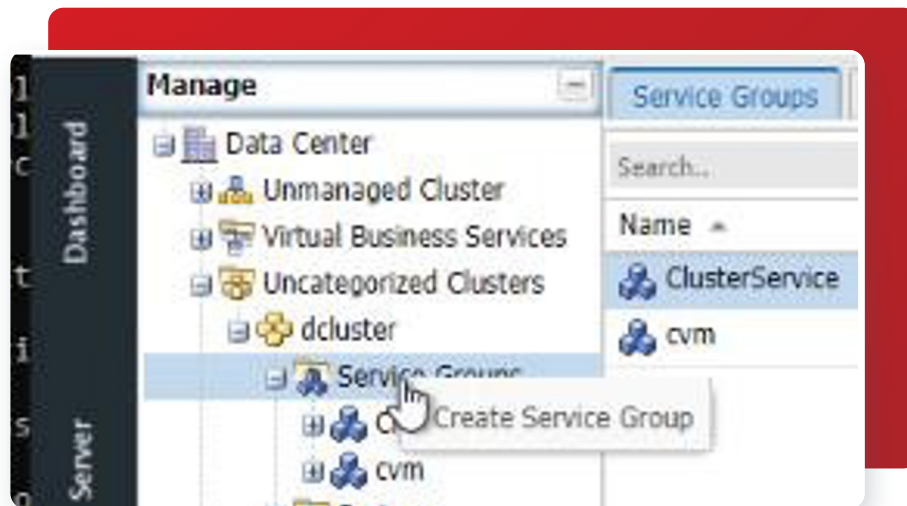 Manage
Data Center
Unmanaged Cluster
Virtual Business Services
Uncategorized Clusters
dcluster
Service Groups
Create Service Group
cvm
Service Groups
Search...
Name
ClusterService
cvm
Dashboard
Server